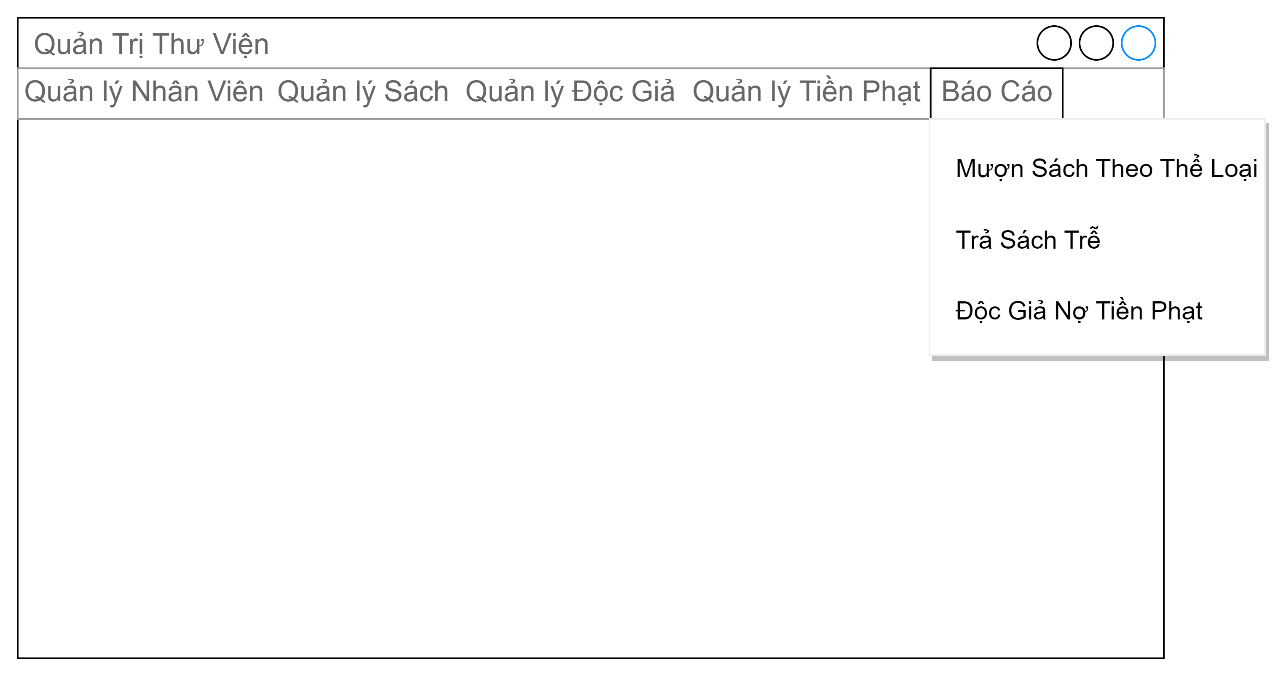 Quản Trị Thư Viện
Quản lý Nhân Viên Quản lý Sách Quản lý Độc Giả Quản lý Tiền Phạt Báo Cáo
Mượn Sách Theo Thể Loại
Trả Sách Trễ
Độc Giả Nợ Tiền Phạt